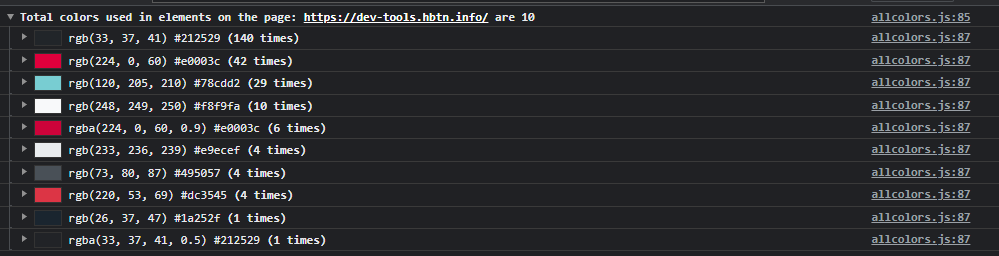 Total colors used in elements on the page: https://dev-tools.hbtn.info/ are 10 allcolors.js:85
rgb(33, 37, 41) #212529 (140 times) allcolors.js:87
rgb(224, 0, 60) #e0003c (42 times) allcolors.js:87
rgb(120, 205, 210) #78cdd2 (29 times) allcolors.js:87
rgb(248, 249, 250) #f8f9fa (10 times) allcolors.js:87
rgba(224, 0, 60, 0.9) #e0003c (6 times) allcolors.js:87
rgb(233, 236, 239) #e9ecef (4 times) allcolors.js:87
rgb(73, 80, 87) #495057 (4 times) allcolors.js:87
rgb(220, 53, 69) #dc3545 (4 times) allcolors.js:87
rgb(26, 37, 47) #1a252f (1 times) allcolors.js:87
rgba(33, 37, 41, 0.5) #212529 (1 times) allcolors.js:87